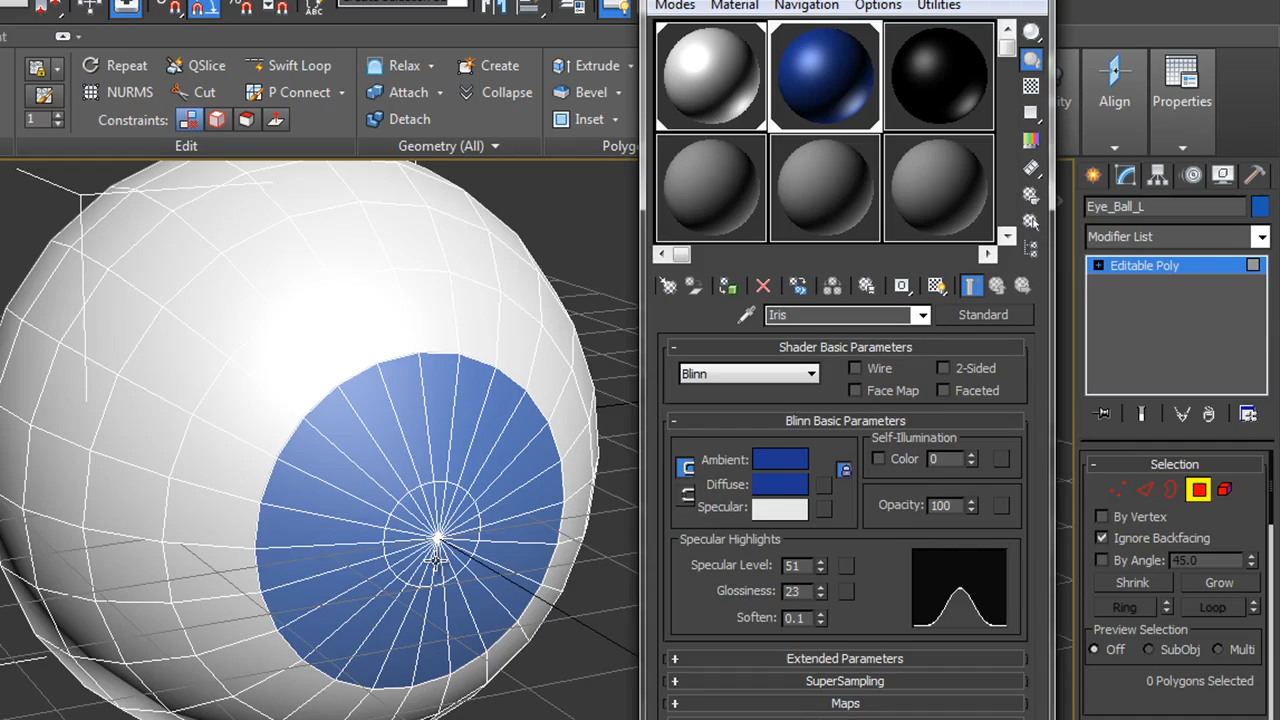 ABC
Modes Material Navigation Options Utilities
Repeat QSlice Swift Loop
NURMS Cut P Connect
Constraints:
1
Edit
Relax Create
Attach Collapse
Detach
Geometry (All)
Extrude
Bevel
Inset
Polyg
Align
Properties
Eye_Ball_L
Modifier List
Editable Poly
Iris
Standard
Shader Basic Parameters
Blinn
Wire 2-Sided
Face Map Faceted
Blinn Basic Parameters
Ambient:
Diffuse:
Specular:
Self-Illumination
Color 0
Opacity: 100
Specular Highlights
Specular Level: 51
Glossiness: 23
Soften: 0.1
Extended Parameters
SuperSampling
Maps
Selection
By Vertex
Ignore Backfacing
By Angle: 45.0
Shrink Grow
Ring Loop
Preview Selection
Off SubObj Multi
0 Polygons Selected